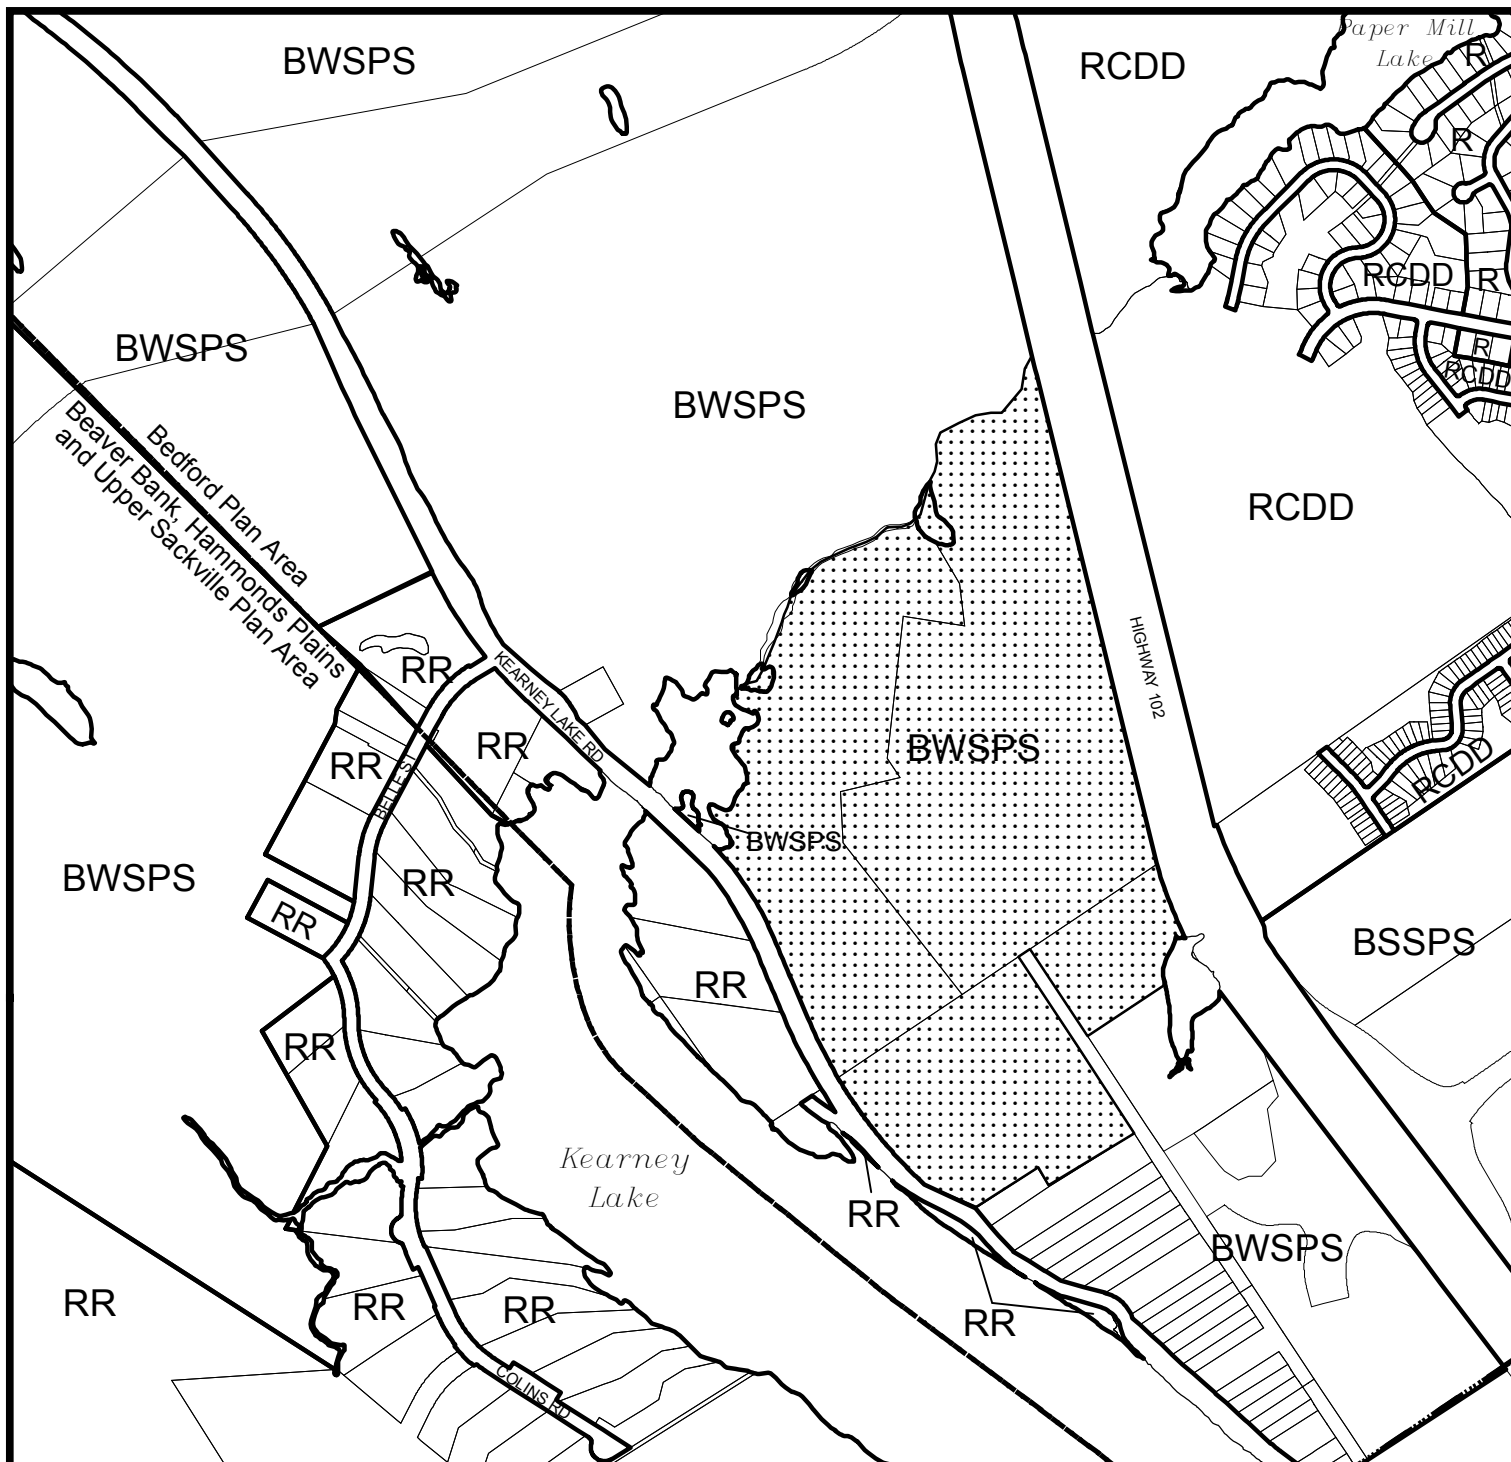 Paper Mill
Lake
BWSPS
RCDD
R
R
RCDD
R
R
RCDD
BWSPS
BWSPS
Bedford Plan Area
Beaver Bank, Hammonds Plains
and Upper Sackville Plan Area
RCDD
HIGHWAY 102
RR
KEARNEY LAKE RD
RR
BWSPS
RR
BELLE ST
RCDD
BWSPS
BWSPS
RR
RR
BSSPS
RR
RR
Kearney
Lake
RR
BWSPS
RR
RR
RR
RR
COLINS RD